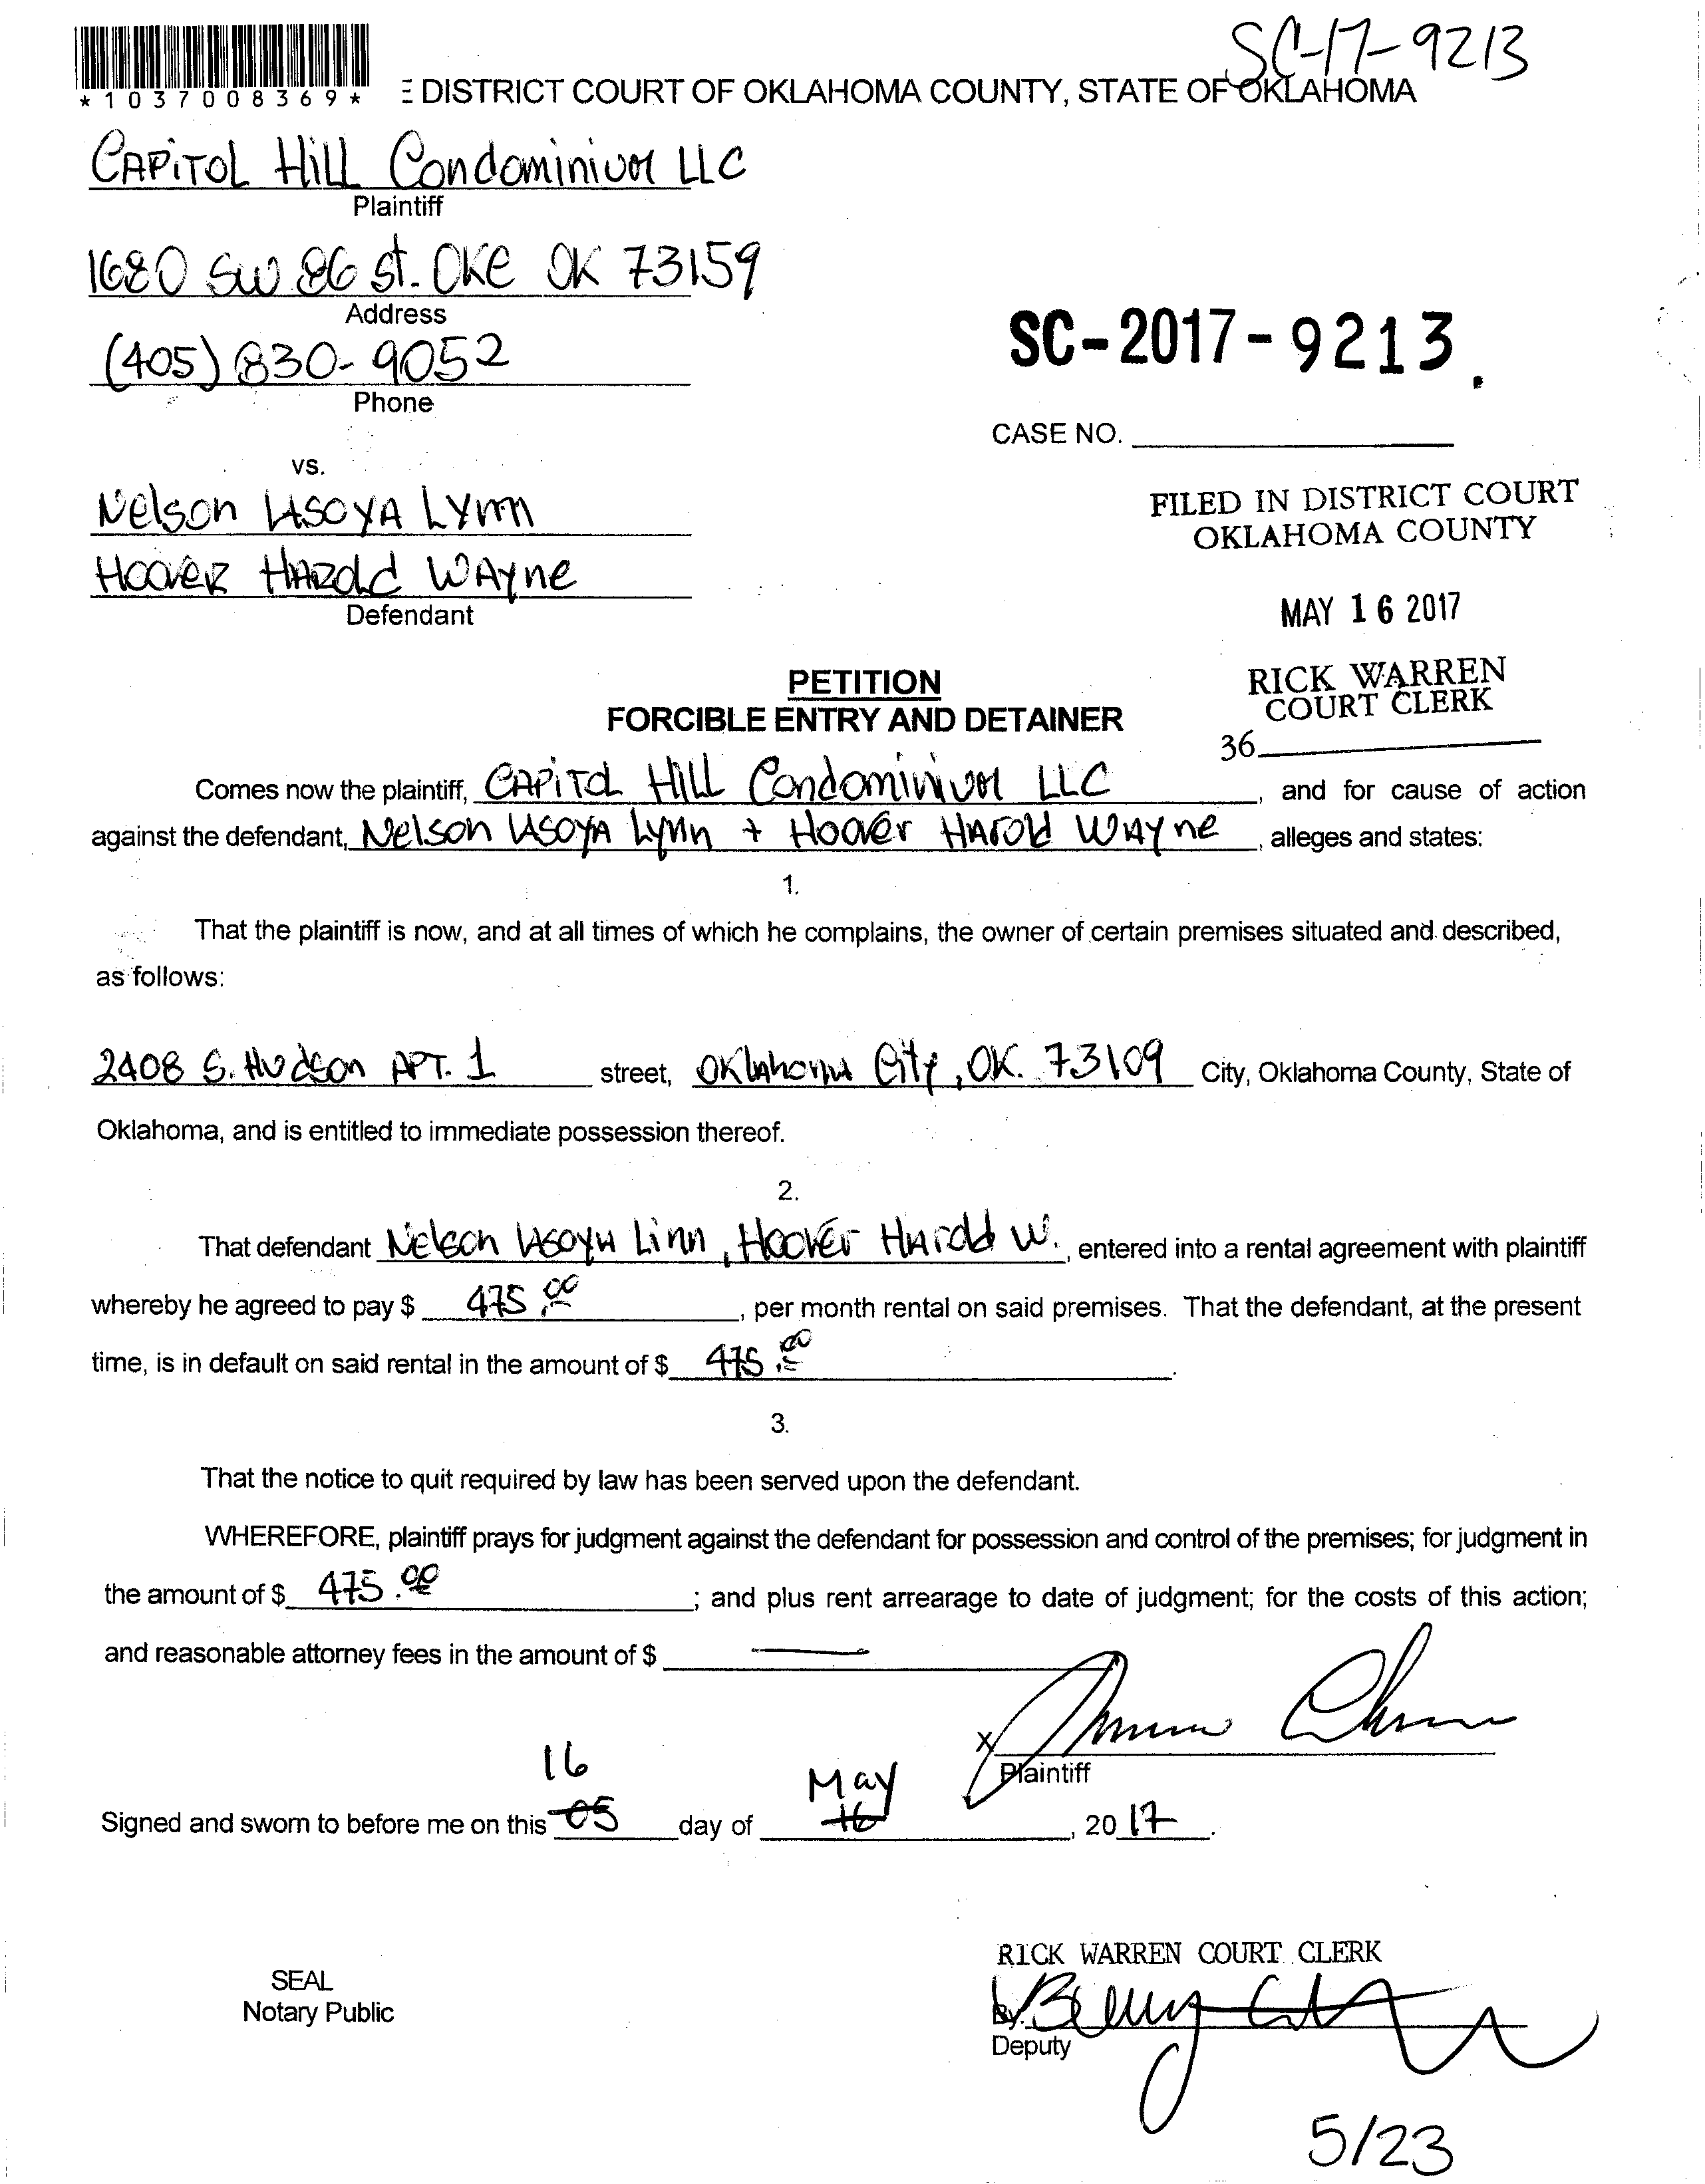 SC-17-9213
*1037008369*
E DISTRICT COURT OF OKLAHOMA COUNTY, STATE OF OKLAHOMA
CAPITOL Hill Condominium LLC
Plaintiff
1680 SW 86 st. OKC OK 73159
Address
(405) 830-9052
Phone
SC-2017-9213.
CASE NO.
vs.
Nelson LASOYA LYnn
HOOVER HAROLD WAYne
Defendant
FILED IN DISTRICT COURT
OKLAHOMA COUNTY
MAY 16 2017
RICK WARREN
COURT CLERK
36
PETITION
FORCIBLE ENTRY AND DETAINER
Comes now the plaintiff, CAPITOL HILL Condominium LLC, and for cause of action
against the defendant, Nelson LASOYA Lynn + Hoover HAROLD WAYne, alleges and states:
1.
That the plaintiff is now, and at all times of which he complains, the owner of certain premises situated and described,
as follows:
2408 S. Hudson APT. 1 street, Oklahoma City, OK. 73109 City, Oklahoma County, State of
Oklahoma, and is entitled to immediate possession thereof.
2.
That defendant Nelson LASOYA Linn, Hoover Harold W., entered into a rental agreement with plaintiff
whereby he agreed to pay $ 475.00, per month rental on said premises. That the defendant, at the present
time, is in default on said rental in the amount of $ 475.00.
3.
That the notice to quit required by law has been served upon the defendant.
WHEREFORE, plaintiff prays for judgment against the defendant for possession and control of the premises; for judgment in
the amount of $ 475.00; and plus rent arrearage to date of judgment; for the costs of this action;
and reasonable attorney fees in the amount of $ —
X
Plaintiff
16 May
Signed and sworn to before me on this 05 day of 16, 2017.
RICK WARREN COURT CLERK
SEAL
Notary Public
By:
Deputy
5/23